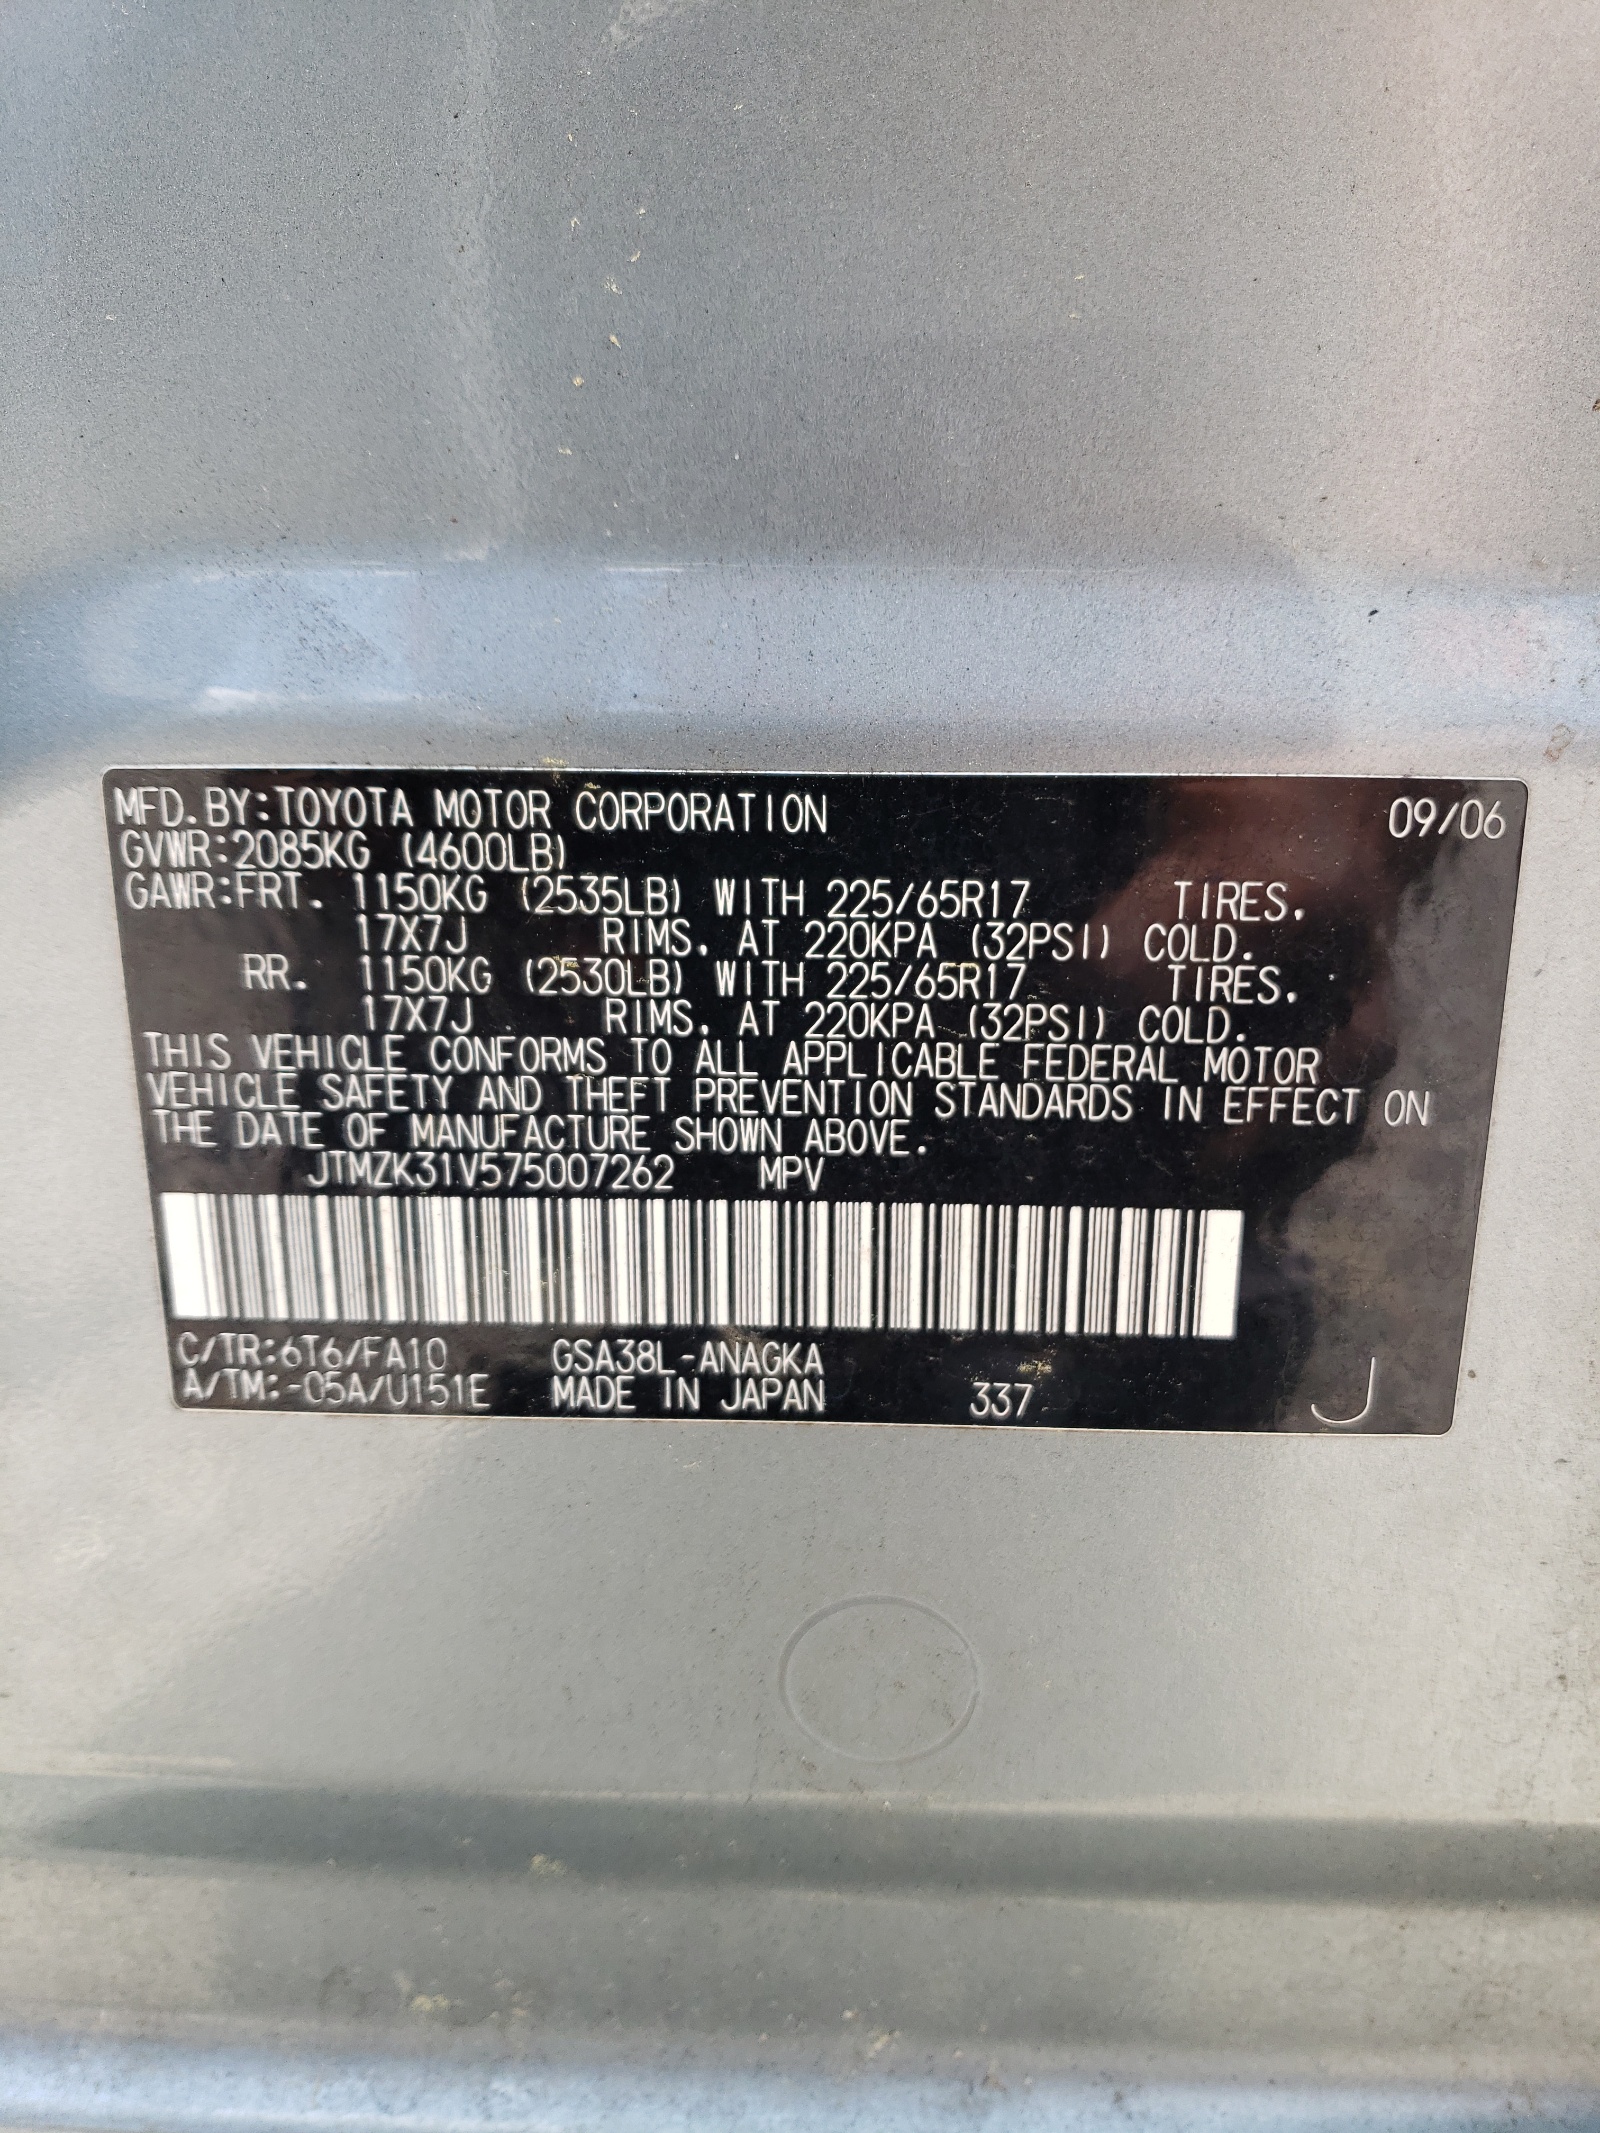 MFD.BY:TOYOTA MOTOR CORPORATION 09/06
GVWR:2085KG (4600LB)
GAWR:FRT. 1150KG (2535LB) WITH 225/65R17 TIRES.
17X7J RIMS. AT 220KPA (32PSI) COLD.
RR. 1150KG (2530LB) WITH 225/65R17 TIRES.
17X7J RIMS. AT 220KPA (32PSI) COLD.
THIS VEHICLE CONFORMS TO ALL APPLICABLE FEDERAL MOTOR
VEHICLE SAFETY AND THEFT PREVENTION STANDARDS IN EFFECT ON
THE DATE OF MANUFACTURE SHOWN ABOVE.
JTMZK31V575007262 MPV
C/TR:6T6/FA10 GSA38L-ANAGKA
A/TM:-05A/U151E MADE IN JAPAN 337 J